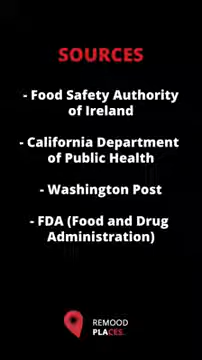 SOURCES
- Food Safety Authority
of Ireland
- California Department
of Public Health
- Washington Post
- FDA (Food and Drug
Administration)
REMOOD
PLACES.